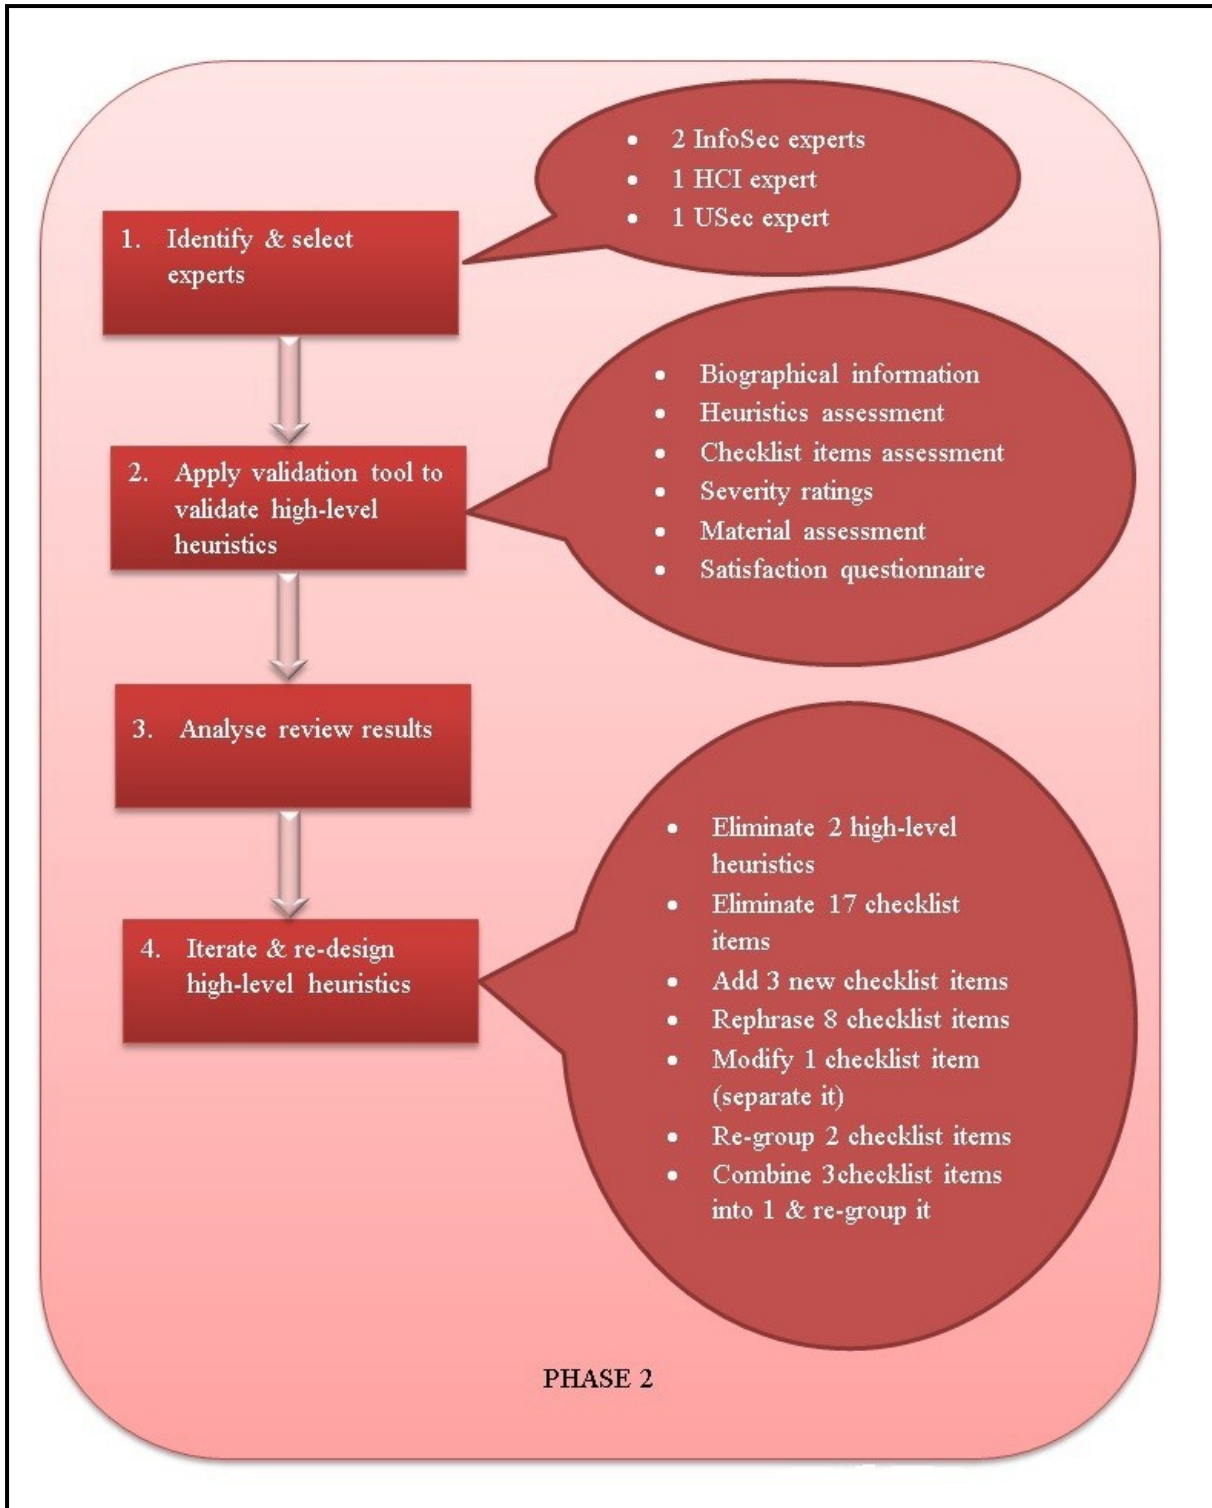 • 2 InfoSec experts
• 1 HCI expert
• 1 USec expert
1. Identify & select
experts
• Biographical information
• Heuristics assessment
• Checklist items assessment
• Severity ratings
• Material assessment
• Satisfaction questionnaire
2. Apply validation tool to
validate high-level
heuristics
3. Analyse review results
• Eliminate 2 high-level
heuristics
• Eliminate 17 checklist
items
• Add 3 new checklist items
• Rephrase 8 checklist items
• Modify 1 checklist item
(separate it)
• Re-group 2 checklist items
• Combine 3checklist items
into 1 & re-group it
4. Iterate & re-design
high-level heuristics
PHASE 2